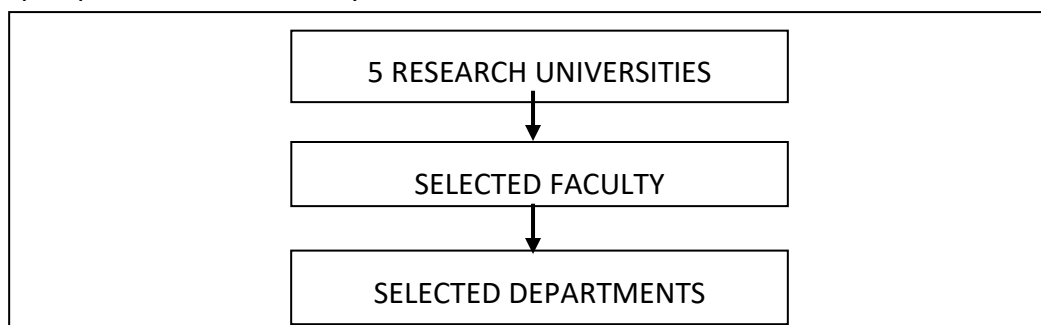 5 RESEARCH UNIVERSITIES
SELECTED FACULTY
SELECTED DEPARTMENTS